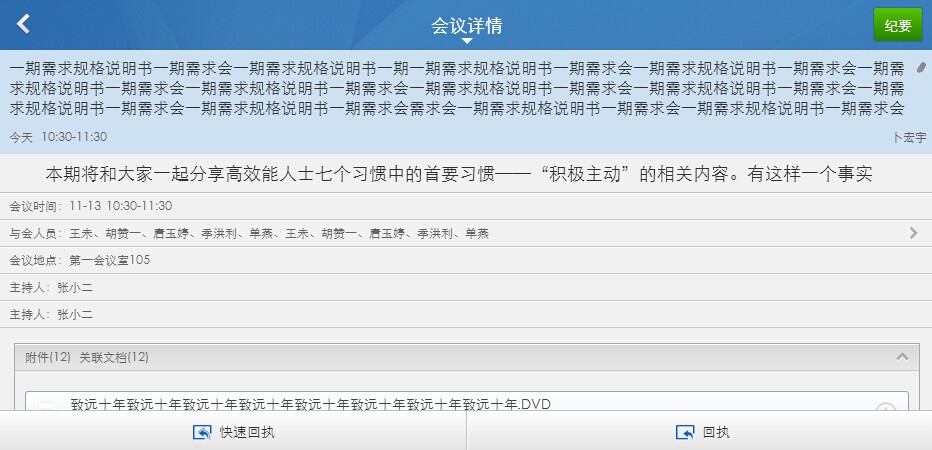 会议详情
纪要
一期需求规格说明书一期需求会一期需求规格说明书一期一期需求规格说明书一期需求会一期需求规格说明书一期需求会一期需
求规格说明书一期需求会一期需求规格说明书一期需求规格说明书一期需求会一期需求规格说明书一期需求会一期需
求规格说明书一期需求会一期需求规格说明书一期需求会需求会一期需求规格说明书一期需求会一期需求规格说明书一期需求会
今天 10:30-11:30
卜宏宇
本期将和大家一起分享高效能人士七个习惯中的首要习惯——“积极主动”的相关内容。有这样一个事实
会议时间：11-13 10:30-11:30
与会人员：王未、胡赞一、唐玉婷、季洪利、单燕、王未、胡赞一、唐玉婷、季洪利、单燕
会议地点：第一会议室105
主持人：张小二
主持人：张小二
附件(12) 关联文档(12)
致远十年致远十年致远十年致远十年致远十年致远十年致远十年致远十年.DVD
快速回执
回执